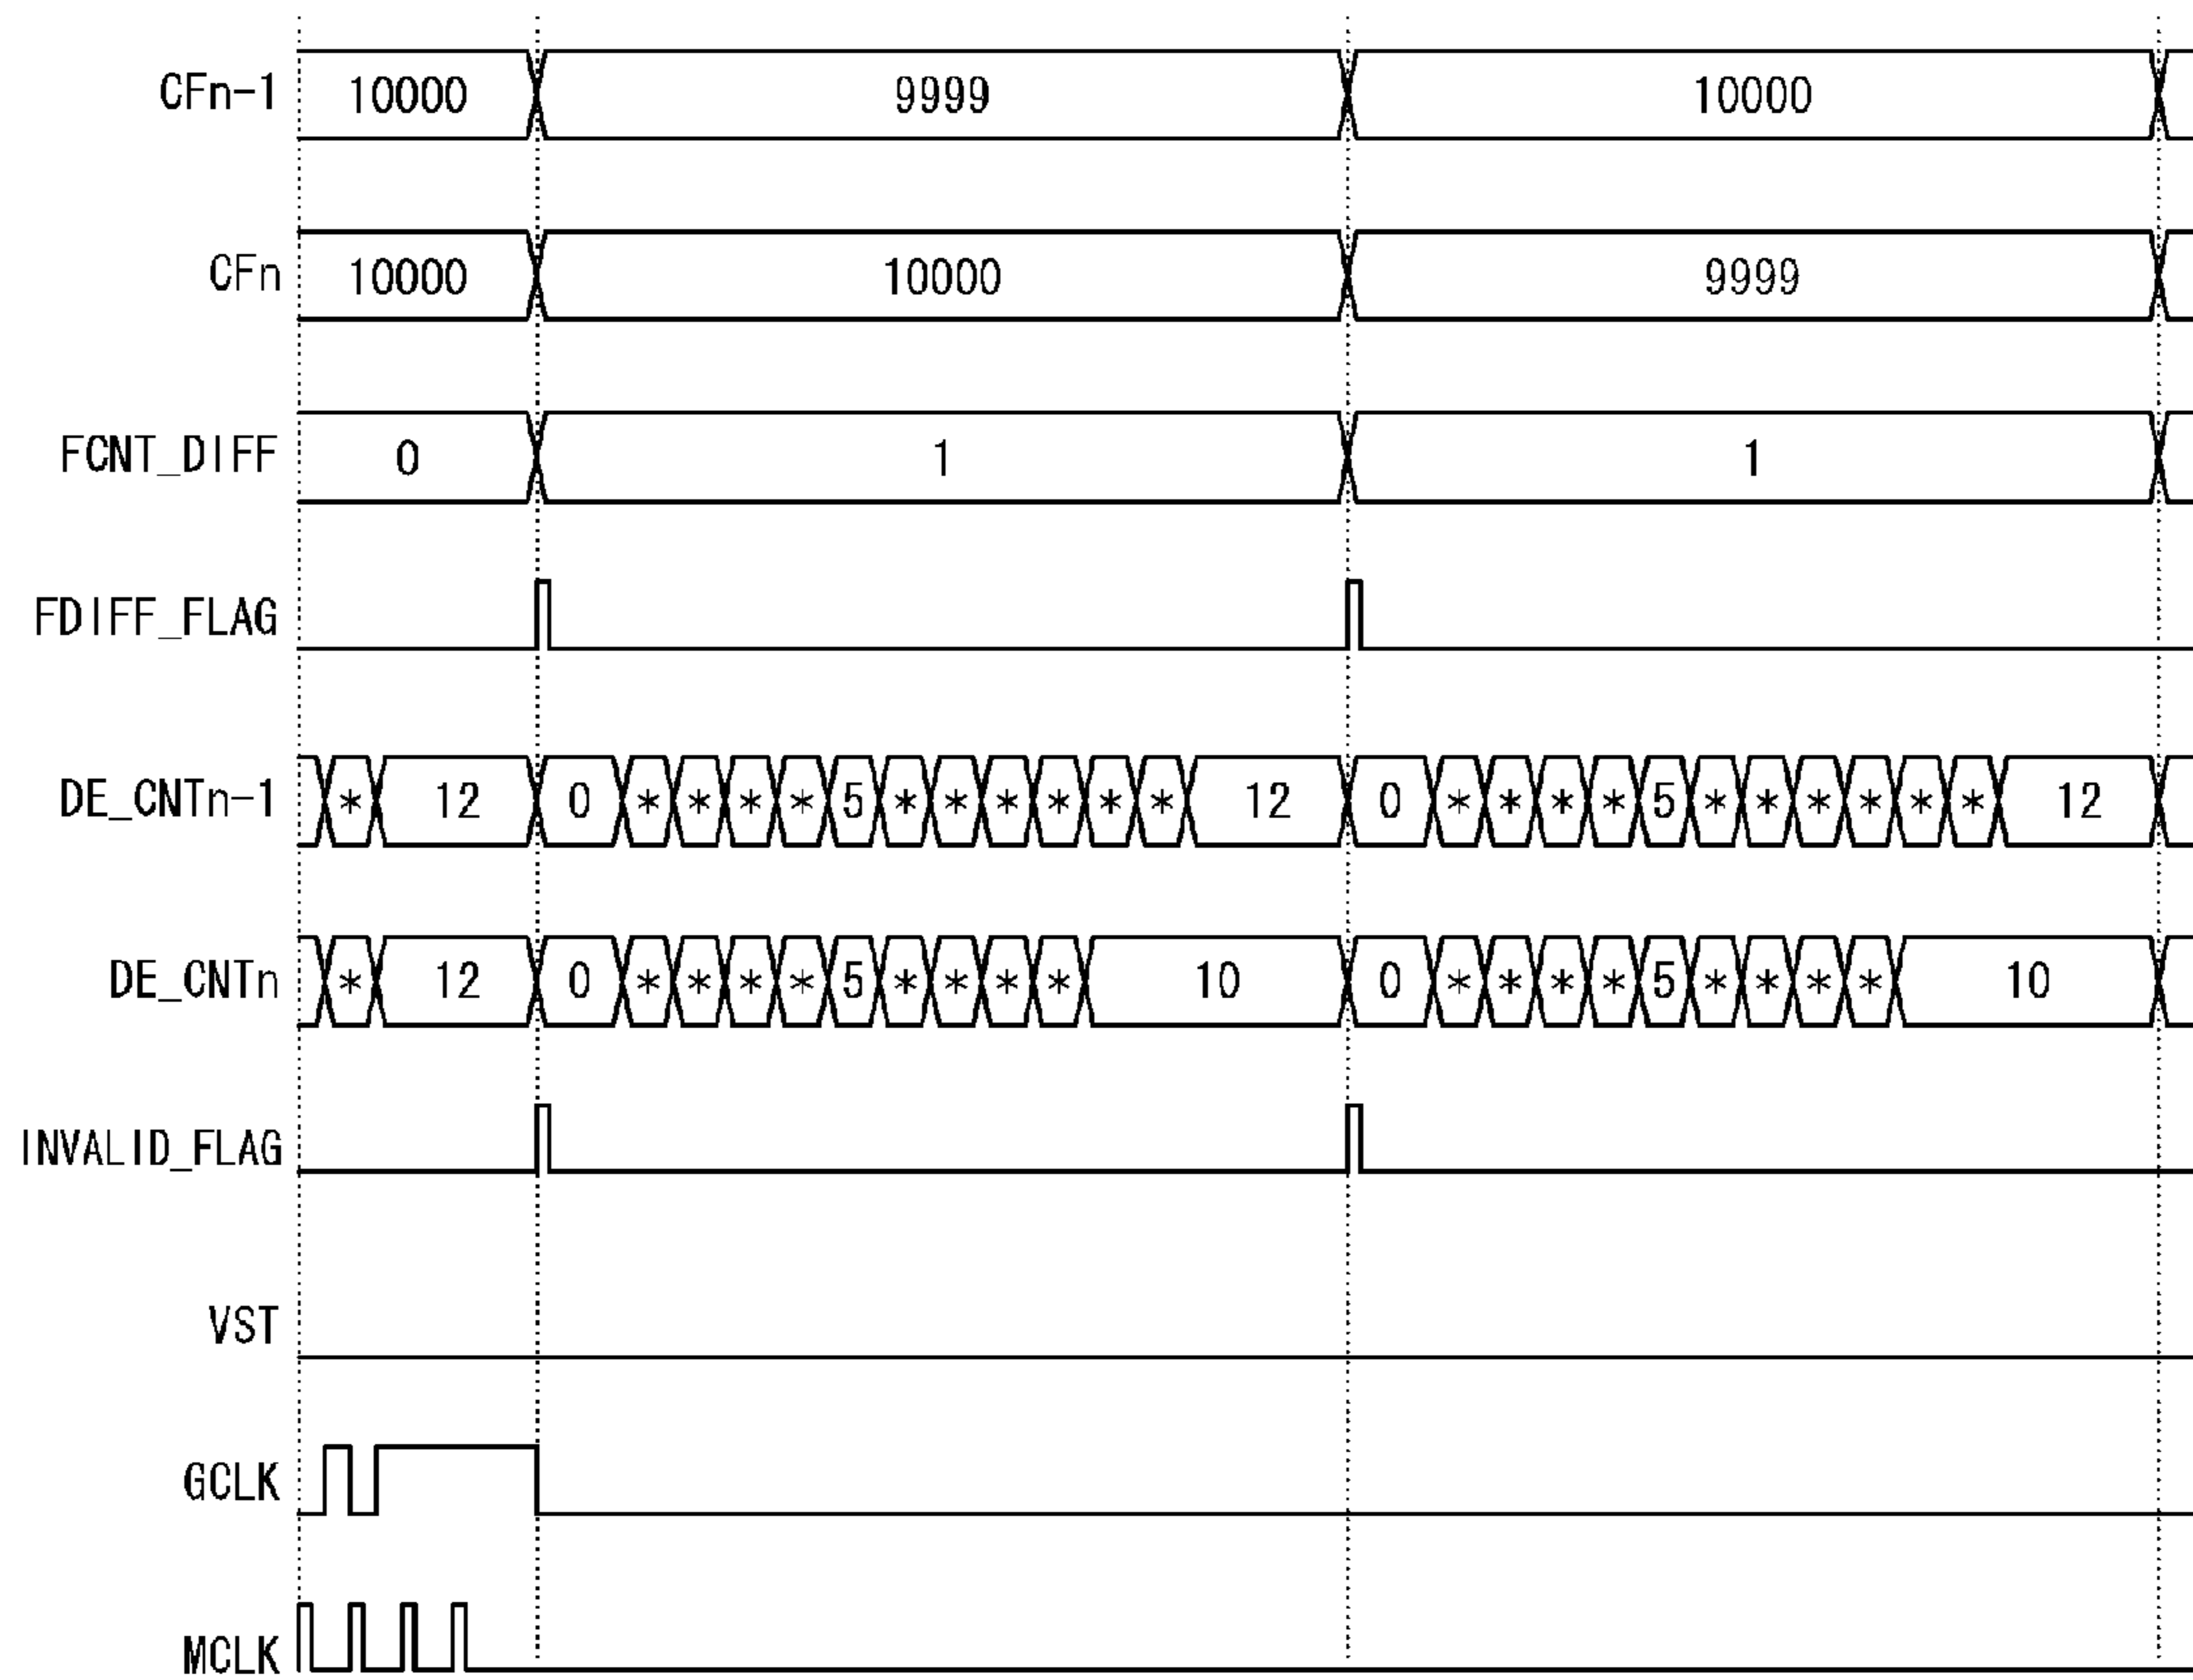 CFn-1 10000 9999 10000
CFn 10000 10000 9999
FCNT_DIFF 0 1 1
FDIFF_FLAG
DE_CNTn-1 * 12 0 * * * * 5 * * * * * * 12 0 * * * * 5 * * * * * * 12
DE_CNTn * 12 0 * * * * 5 * * * * 10 0 * * * * 5 * * * * 10
INVALID_FLAG
VST
GCLK
MCLK